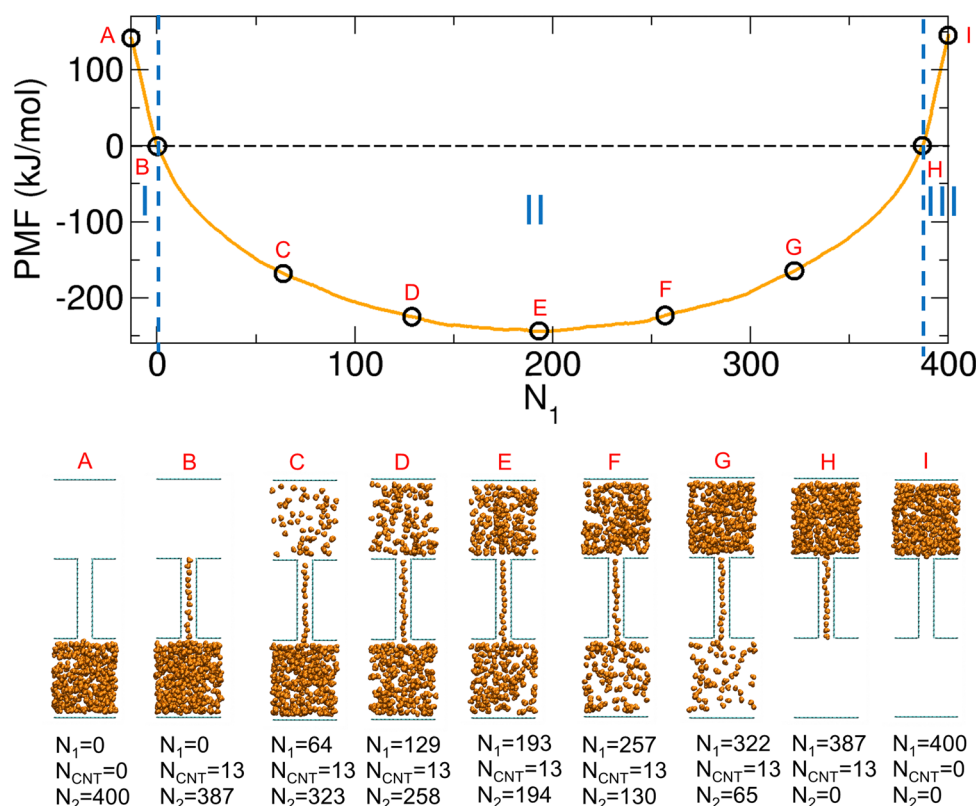 A
I
100
0
-100
-200
PMF (kJ/mol)
B
H
I
II
III
C
G
D
F
E
0
100
200
300
400
N1
A
B
C
D
E
F
G
H
I
N1=0
N1=0
N1=64
N1=129
N1=193
N1=257
N1=322
N1=387
N1=400
NCNT=0
NCNT=13
NCNT=13
NCNT=13
NCNT=13
NCNT=13
NCNT=13
NCNT=13
NCNT=0
N2=400
N2=387
N2=323
N2=258
N2=194
N2=130
N2=65
N2=0
N2=0